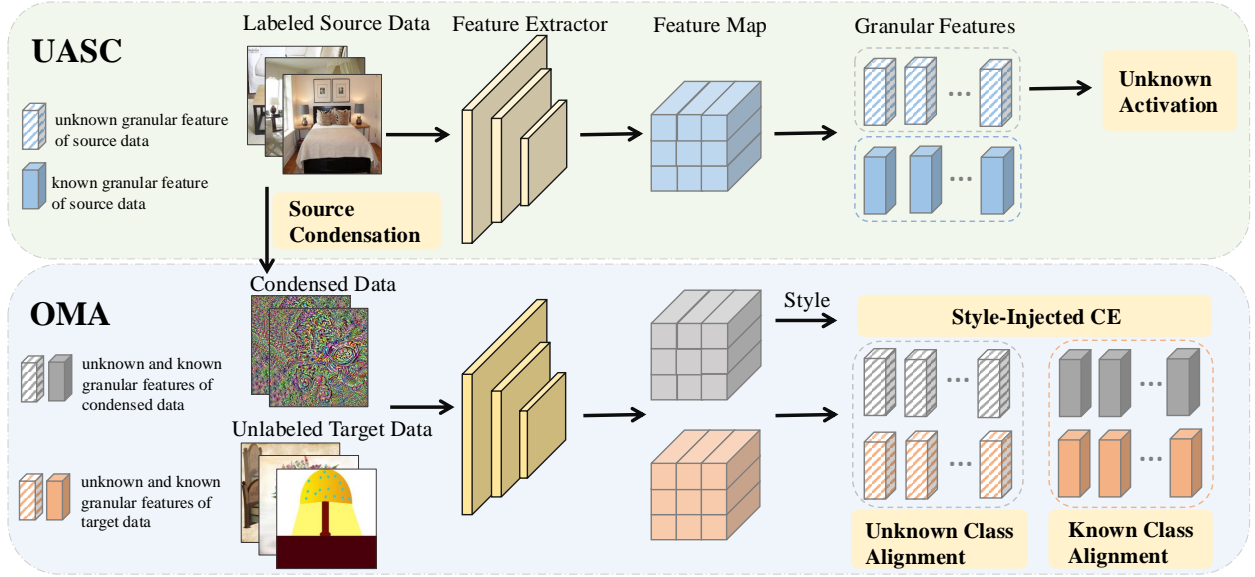 UASC
Labeled Source Data
Feature Extractor
Feature Map
Granular Features
unknown granular feature
of source data
known granular feature
of source data
...
...
Unknown
Activation
Source
Condensation
OMA
Condensed Data
unknown and known
granular features of
condensed data
Unlabeled Target Data
unknown and known
granular features of
target data
Style
Style-Injected CE
...
...
...
...
Unknown Class
Alignment
Known Class
Alignment